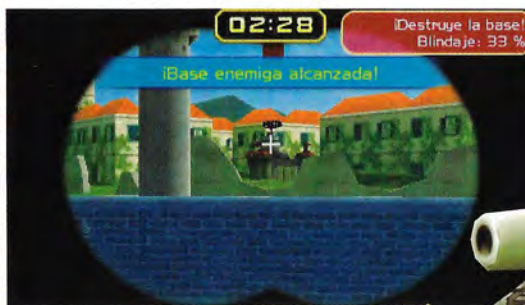 02:28
¡Destruye la base!
Blindaje: 33 %
¡Base enemiga alcanzada!